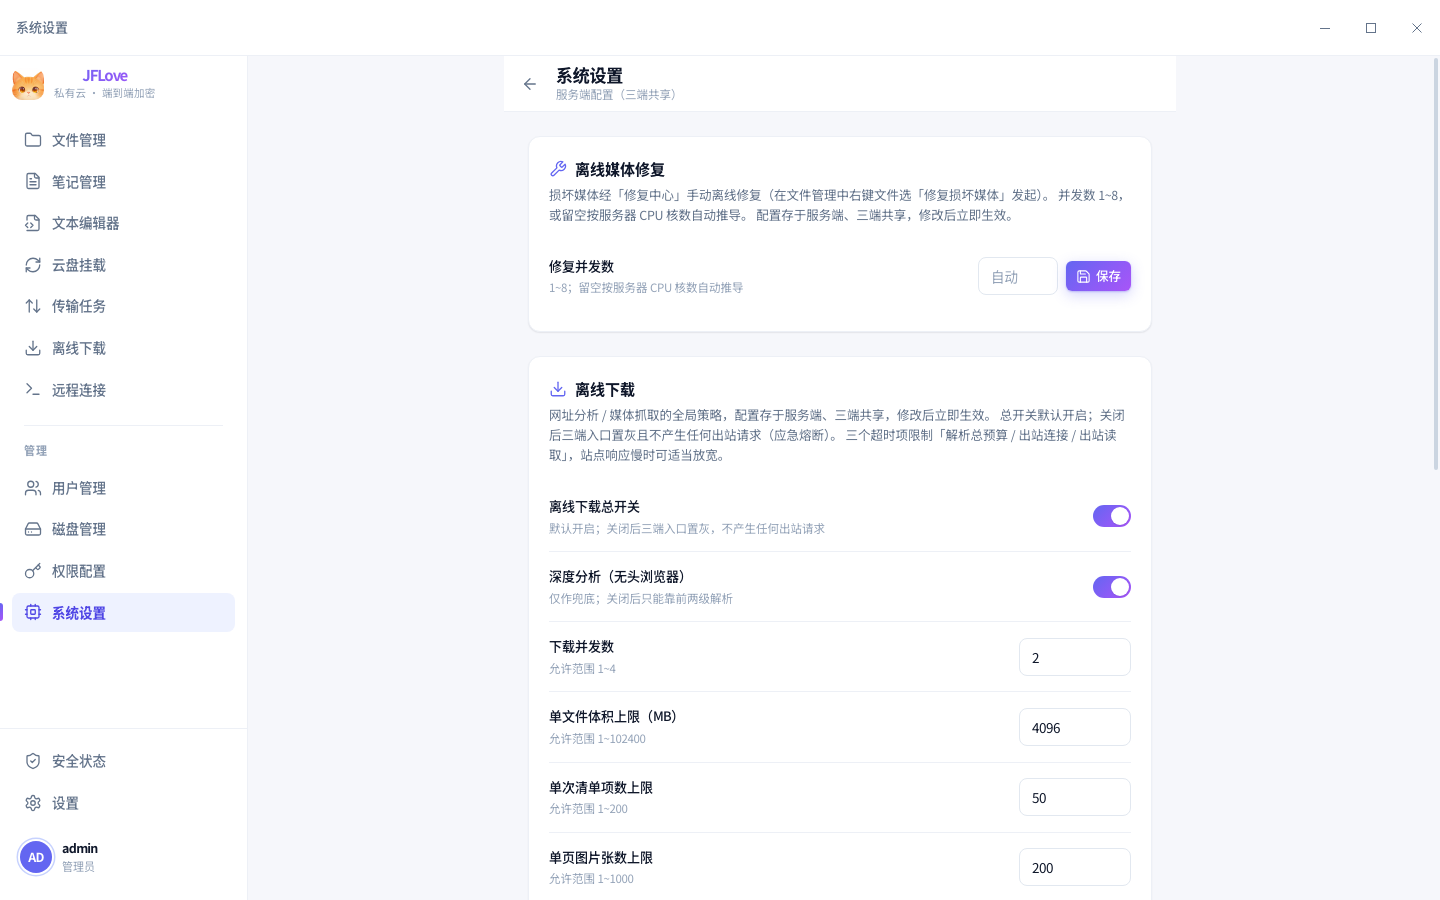 系统设置
JFLove
私有云 · 端到端加密
文件管理
笔记管理
文本编辑器
云盘挂载
传输任务
离线下载
远程连接
管理
用户管理
磁盘管理
权限配置
系统设置
安全状态
设置
AD
admin
管理员
系统设置
服务端配置（三端共享）
离线媒体修复
损坏媒体经「修复中心」手动离线修复（在文件管理中右键文件选「修复损坏媒体」发起）。 并发数 1~8，
或留空按服务器 CPU 核数自动推导。 配置存于服务端、三端共享，修改后立即生效。
修复并发数
1~8；留空按服务器 CPU 核数自动推导
自动
保存
离线下载
网址分析 / 媒体抓取的全局策略，配置存于服务端、三端共享，修改后立即生效。 总开关默认开启；关闭
后三端入口置灰且不产生任何出站请求（应急熔断）。 三个超时项限制「解析总预算 / 出站连接 / 出站读
取」，站点响应慢时可适当放宽。
离线下载总开关
默认开启；关闭后三端入口置灰，不产生任何出站请求
深度分析（无头浏览器）
仅作兜底；关闭后只能靠前两级解析
下载并发数
允许范围 1~4
2
单文件体积上限（MB）
允许范围 1~102400
4096
单次清单项数上限
允许范围 1~200
50
单页图片张数上限
允许范围 1~1000
200